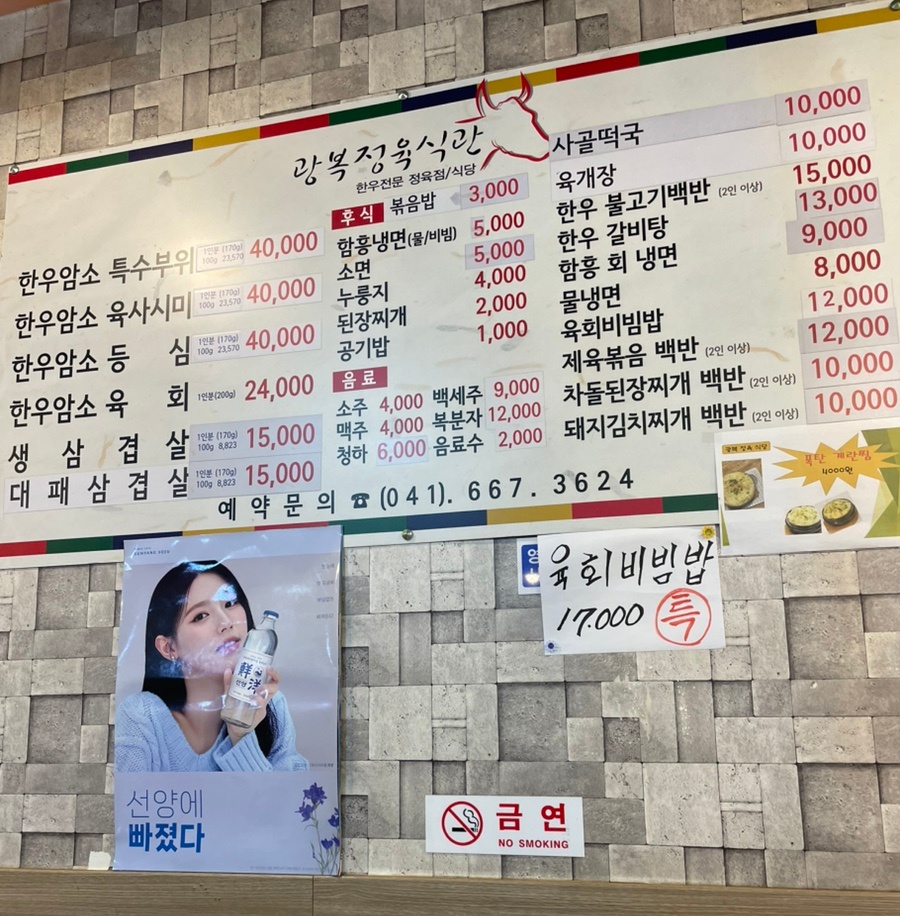 광복정육식관
한우전문 정육점/식당
한우암소 특수부위 1인분 (170g) 100g 23,570 40,000
한우암소 육사시미 1인분 (170g) 100g 23,570 40,000
한우암소 등 심 1인분 (170g) 100g 23,570 40,000
한우암소 육 회 1인분(200g) 24,000
생 삼 겹 살 1인분 (170g) 100g 8,823 15,000
대 패 삼 겹 살 1인분 (170g) 100g 8,823 15,000
후식 볶음밥 3,000
함흥냉면(물/비빔) 5,000
소면 5,000
누룽지 4,000
된장찌개 2,000
공기밥 1,000
음료
소주 4,000 백세주 9,000
맥주 4,000 복분자 12,000
청하 6,000 음료수 2,000
사골떡국 10,000
육개장 10,000
한우 불고기백반 (2인 이상) 15,000
한우 갈비탕 13,000
함흥 회 냉면 9,000
물냉면 8,000
육회비빔밥 12,000
제육볶음 백반 (2인 이상) 12,000
차돌된장찌개 백반 (2인 이상) 10,000
돼지김치찌개 백반 (2인 이상) 10,000
예 약 문 의 ☎ (041). 667. 3624
광복 정육 식당
폭탄 계란찜
4000원
육회비빔밥
17.000 특
鮮洋
선양에
빠졌다
금 연
NO SMOKING